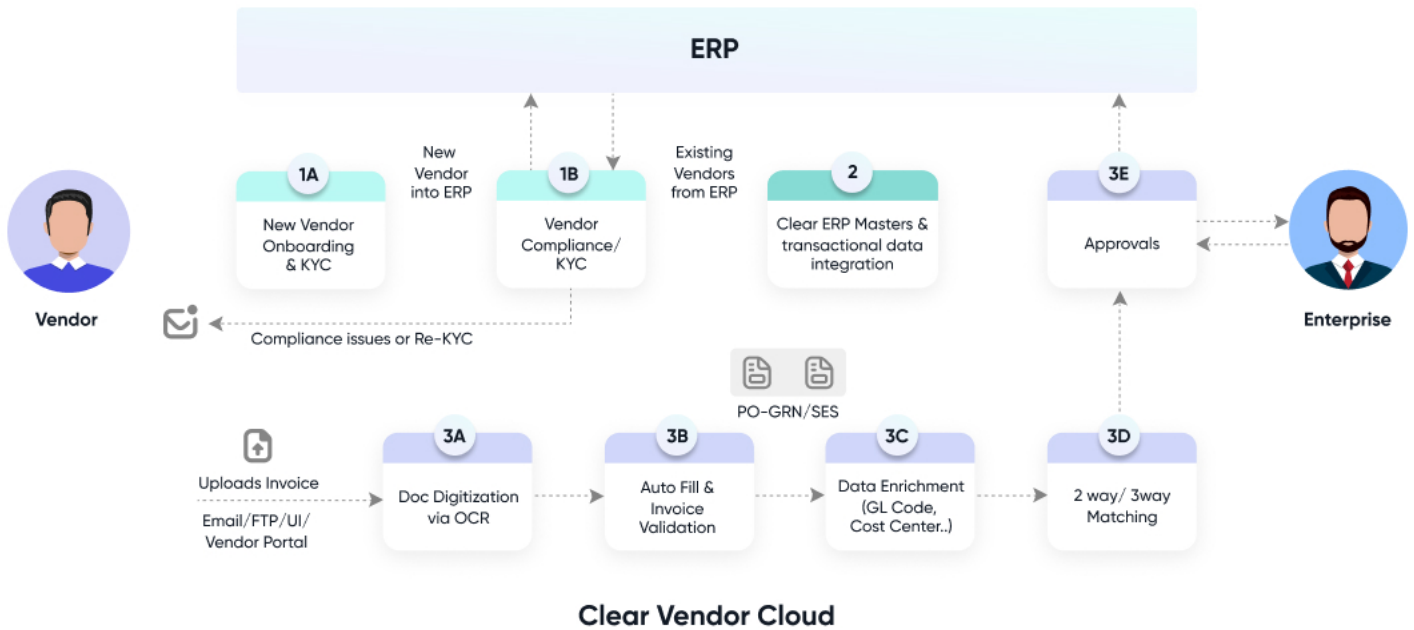 ERP
1A
New Vendor
Onboarding
& KYC
New
Vendor
into ERP
1B
Vendor
Compliance/
KYC
Existing
Vendors
from ERP
2
Clear ERP Masters &
transactional data
integration
3E
Approvals
Vendor
Enterprise
Compliance issues or Re-KYC
PO-GRN/SES
Uploads Invoice
Email/FTP/UI/
Vendor Portal
3A
Doc Digitization
via OCR
3B
Auto Fill &
Invoice
Validation
3C
Data Enrichment
(GL Code,
Cost Center..)
3D
2 way/ 3way
Matching
Clear Vendor Cloud